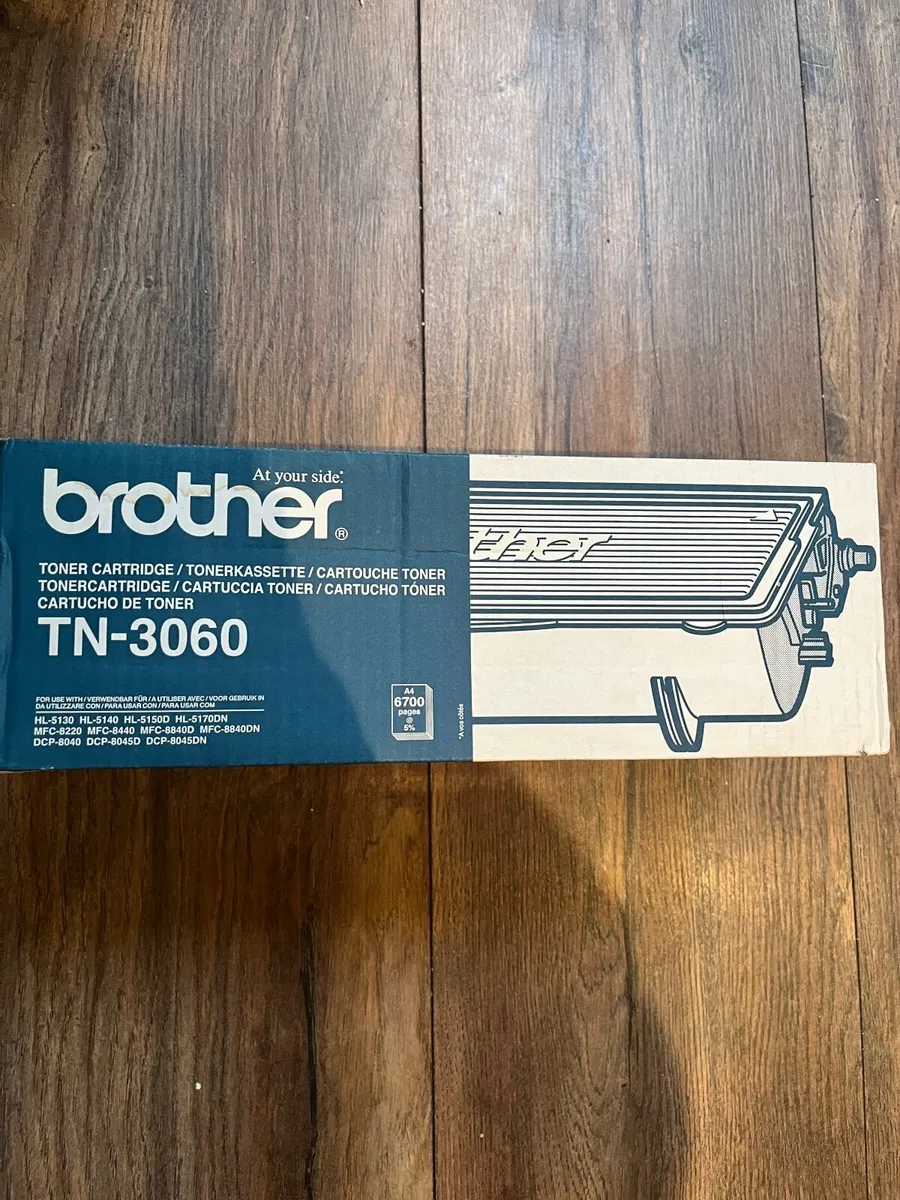 At your side.
brother®
TONER CARTRIDGE / TONERKASSETTE / CARTOUCHE TONER
TONERCARTRIDGE / CARTUCCIA TONER / CARTUCHO TÓNER
CARTUCHO DE TONER
TN-3060
FOR USE WITH / VERWENDBAR FÜR / A UTILISER AVEC / VOOR GEBRUIK IN
DA UTILIZZARE CON / PARA USAR CON / PARA USAR COM
HL-5130 HL-5140 HL-5150D HL-5170DN
MFC-8220 MFC-8440 MFC-8840D MFC-8840DN
DCP-8040 DCP-8045D DCP-8045DN
A4
6700
pages
@
5%
*A vos côtés
ther